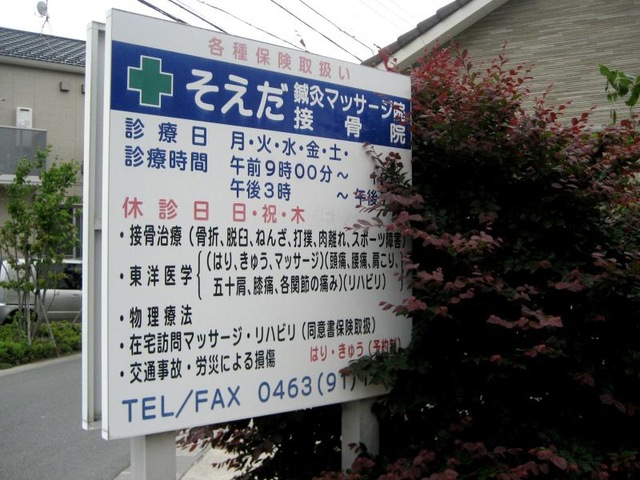 各種保険取扱い
そえだ 鍼灸マッサージ院
接骨院
診療日 月・火・水・金・土・
診療時間 午前9時00分～
午後3時 ～午後
休診日 日・祝・木
・接骨治療（骨折、脱臼、ねんざ、打撲、肉離れ、スポーツ障害）
・東洋医学 (はり、きゅう、マッサージ)(頭痛、腰痛、肩こり、
五十肩、膝痛、各関節の痛み)(リハビリ)
・物理療法
・在宅訪問マッサージ・リハビリ（同意書保険取扱）
・交通事故・労災による損傷 はり・きゅう（予約制）
TEL/FAX 0463(91)